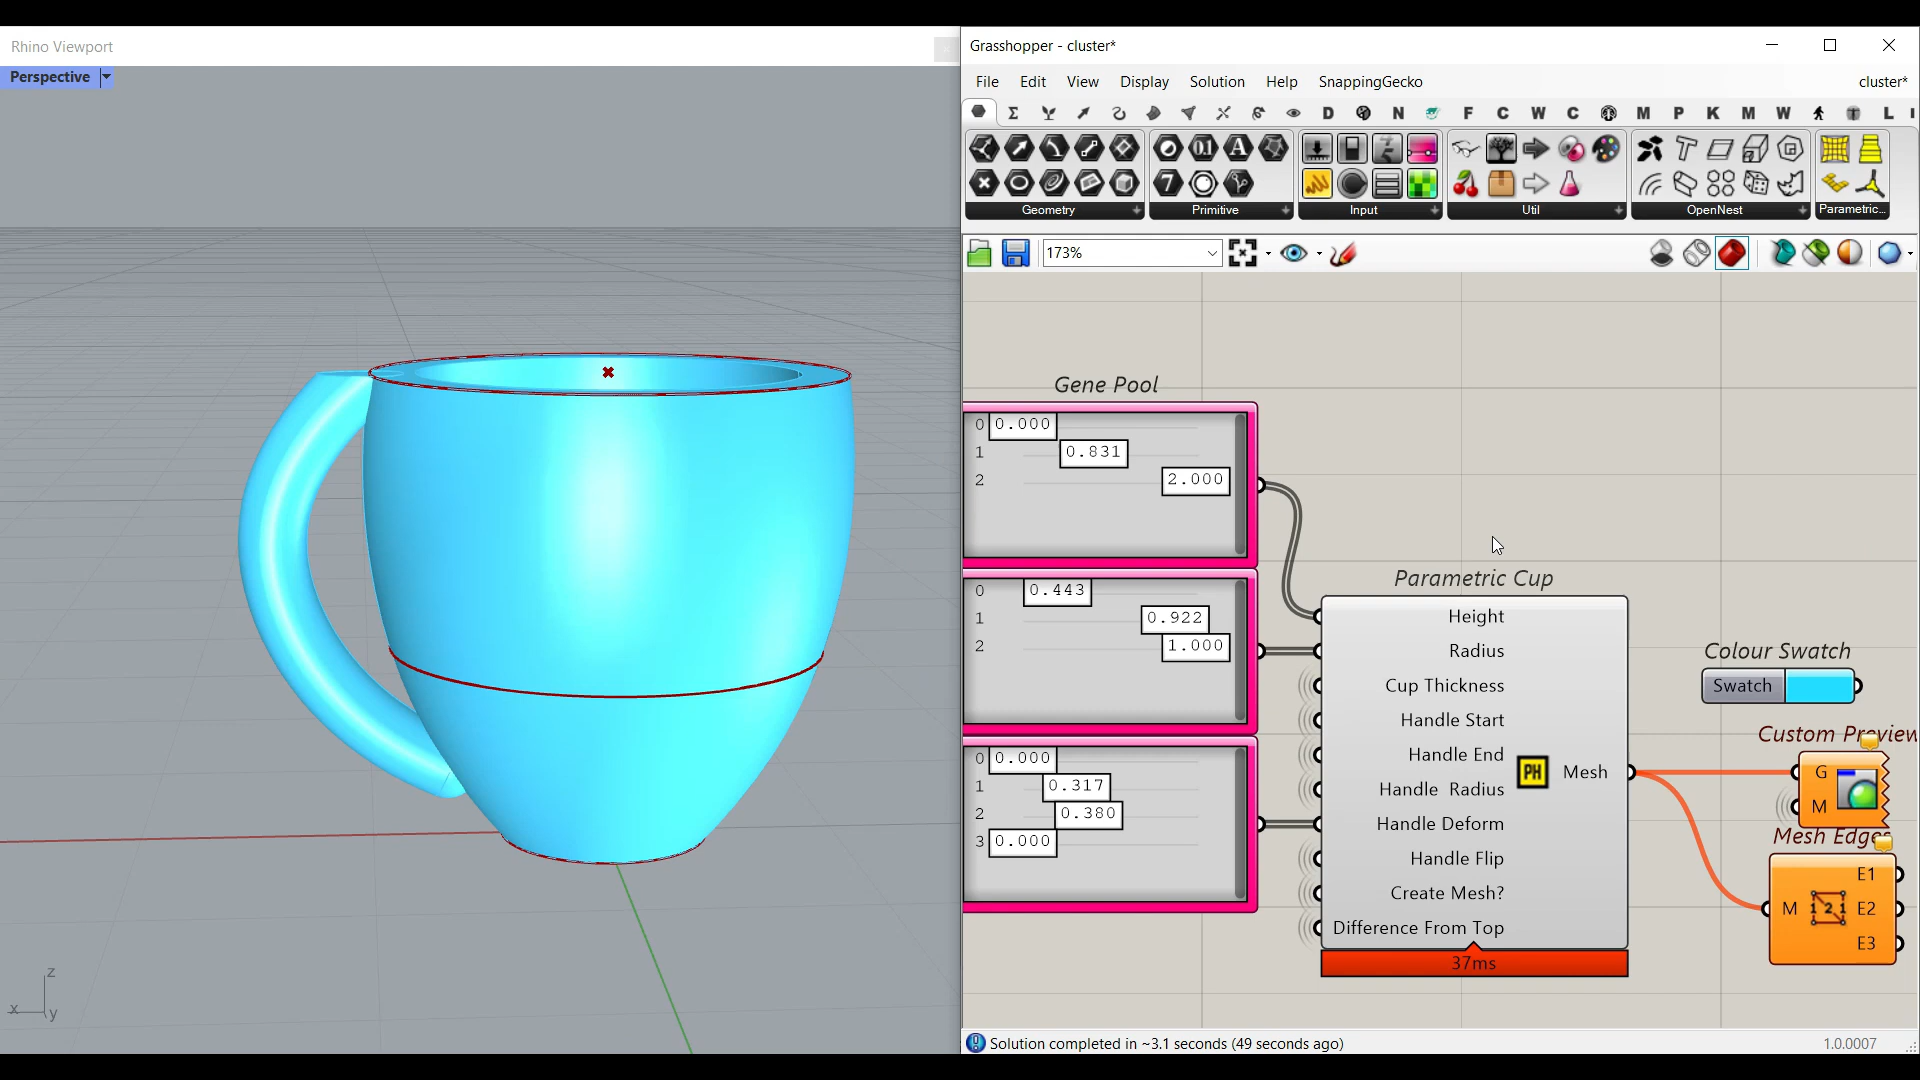 Rhino Viewport
Perspective
Grasshopper - cluster*
File Edit View Display Solution Help SnappingGecko cluster*
D N F C W C M P K M W L
Geometry Primitive Input Util OpenNest Parametric...
173%
Gene Pool
0 0.000
1 0.831
2 2.000
0 0.443
1 0.922
2 1.000
0 0.000
1 0.317
2 0.380
3 0.000
Parametric Cup
Height
Radius
Cup Thickness
Handle Start
Handle End
Handle Radius
Handle Deform
Handle Flip
Create Mesh?
Difference From Top
PH Mesh
37ms
Colour Swatch
Swatch
Custom Preview
G
M
Mesh Edges
M
E1
E2
E3
z
x
y
Solution completed in ~3.1 seconds (49 seconds ago)
1.0.0007